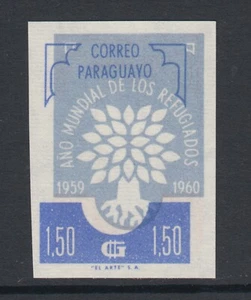 CORREO
PARAGUAYO
AÑO MUNDIAL DE LOS REFUGIADOS
1959 1960
1,50 1,50
"EL ARTE" S. A.